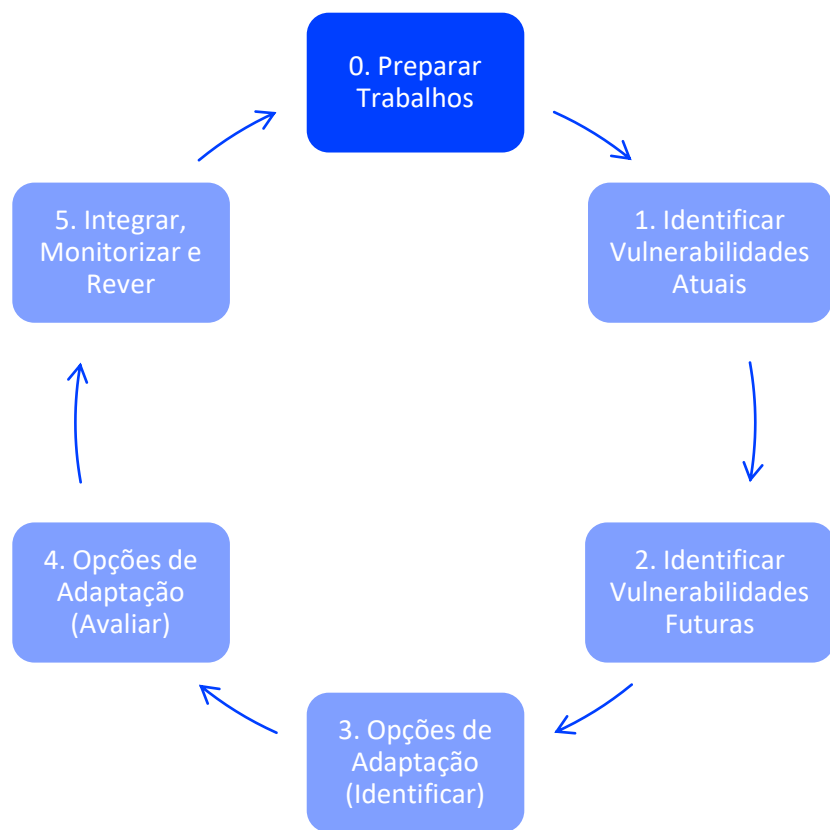 0. Preparar
Trabalhos
1. Identificar
Vulnerabilidades
Atuais
2. Identificar
Vulnerabilidades
Futuras
3. Opções de
Adaptação
(Identificar)
4. Opções de
Adaptação
(Avaliar)
5. Integrar,
Monitorizar e
Rever